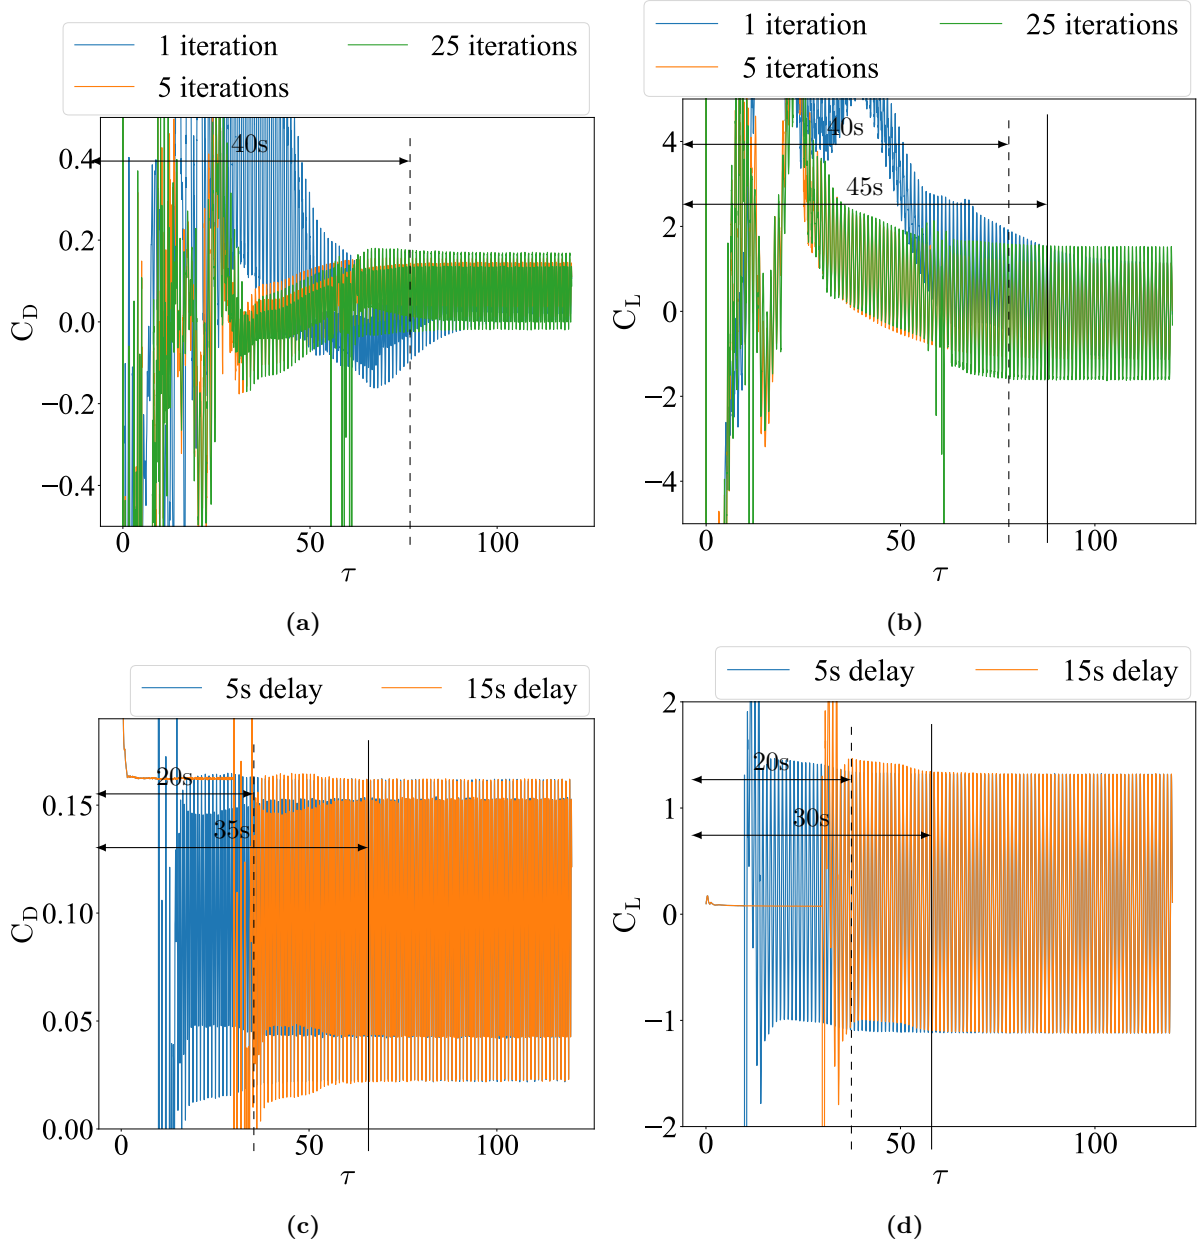 1 iteration
25 iterations
5 iterations
40s
0.4
0.2
0.0
−0.2
−0.4
C_D
0
50
100
τ
(a)
1 iteration
25 iterations
5 iterations
40s
45s
4
2
0
−2
−4
C_L
0
50
100
τ
(b)
5s delay
15s delay
20s
35s
0.15
0.10
0.05
0.00
C_D
0
50
100
τ
(c)
5s delay
15s delay
20s
30s
2
1
0
−1
−2
C_L
0
50
100
τ
(d)